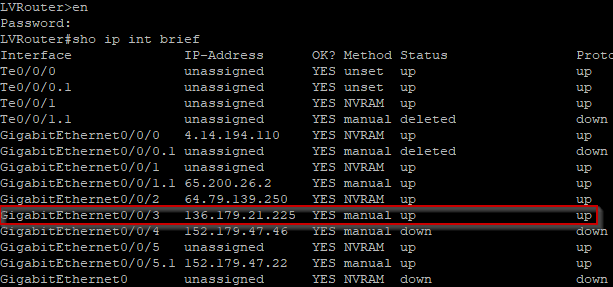 LVRouter>en
Password:
LVRouter#sho ip int brief
Interface IP-Address OK? Method Status Proto
Te0/0/0 unassigned YES unset up up
Te0/0/0.1 unassigned YES unset up up
Te0/0/1 unassigned YES NVRAM up up
Te0/0/1.1 unassigned YES manual deleted down
GigabitEthernet0/0/0 4.14.194.110 YES NVRAM up up
GigabitEthernet0/0/0.1 unassigned YES manual deleted down
GigabitEthernet0/0/1 unassigned YES NVRAM up up
GigabitEthernet0/0/1.1 65.200.26.2 YES manual up up
GigabitEthernet0/0/2 64.79.139.250 YES NVRAM up up
GigabitEthernet0/0/3 136.179.21.225 YES manual up up
GigabitEthernet0/0/4 152.179.47.46 YES manual down down
GigabitEthernet0/0/5 unassigned YES NVRAM up up
GigabitEthernet0/0/5.1 152.179.47.22 YES manual up up
GigabitEthernet0 unassigned YES NVRAM down down